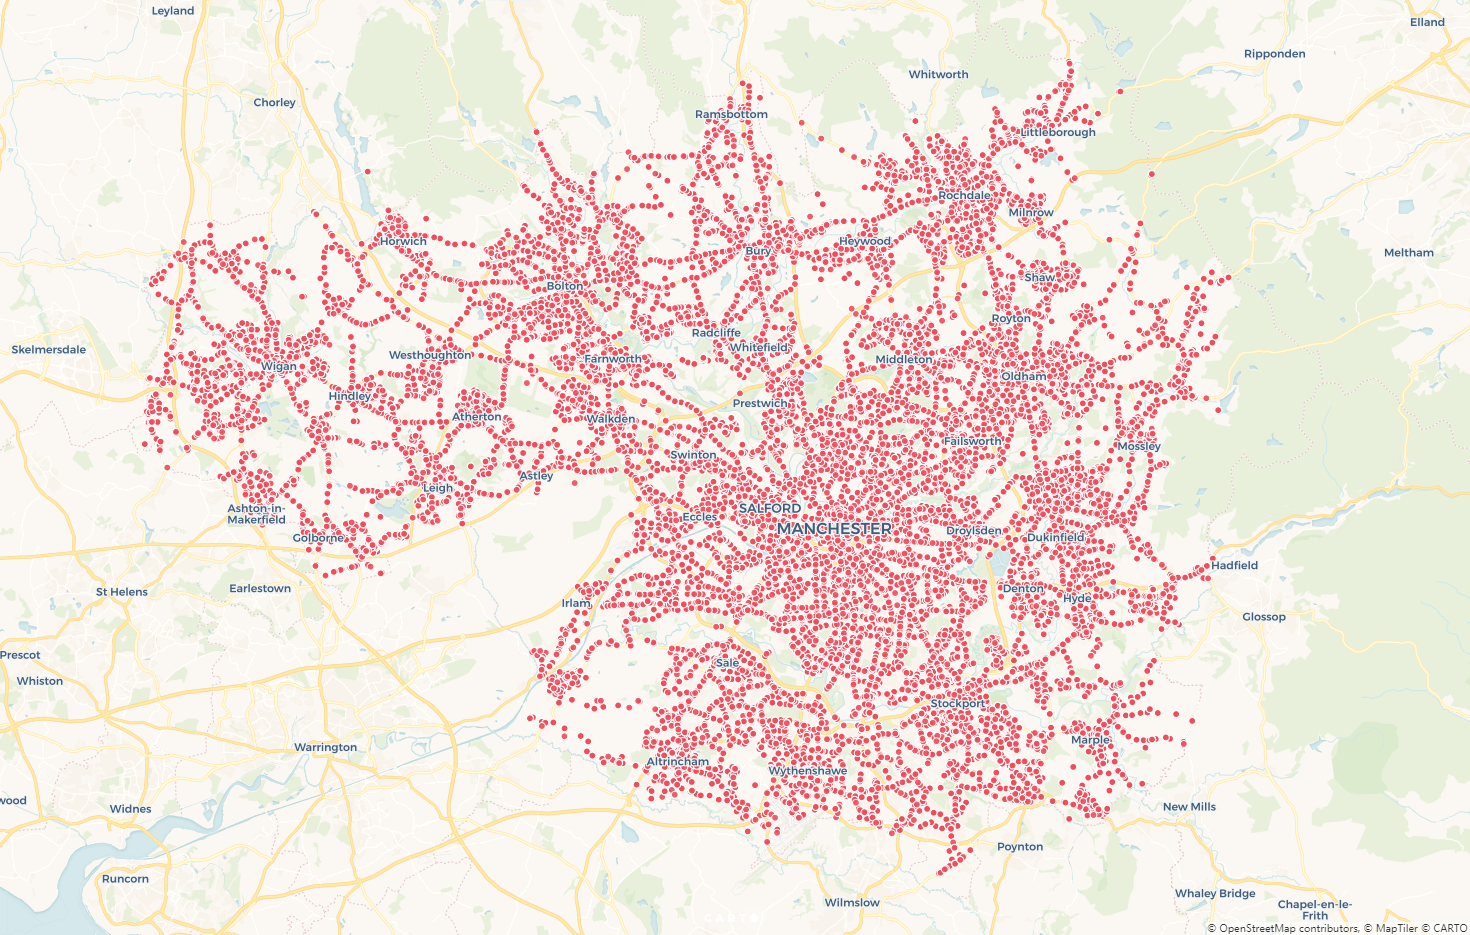 Leyland
Elland
Ripponden
Whitworth
Chorley
Ramsbottom
Littleborough
Rochdale
Milnrow
Horwich
Heywood
Bury
Meltham
Shaw
Bolton
Royton
Radcliffe
Whitefield
Skelmersdale
Westhoughton
Farnworth
Middleton
Wigan
Oldham
Hindley
Prestwich
Atherton
Walkden
Failsworth
Mossley
Swinton
Astley
Leigh
Ashton-in-
Makerfield
SALFORD
Eccles
MANCHESTER
Droylsden
Dukinfield
Golborne
Hadfield
Earlestown
St Helens
Denton
Hyde
Irlam
Glossop
Prescot
Sale
Whiston
Stockport
Marple
Warrington
Altrincham
Wythenshawe
wood
Widnes
New Mills
Poynton
Runcorn
Whaley Bridge
Wilmslow
Chapel-en-le-
Frith
CARTO
© OpenStreetMap contributors, © MapTiler © CARTO